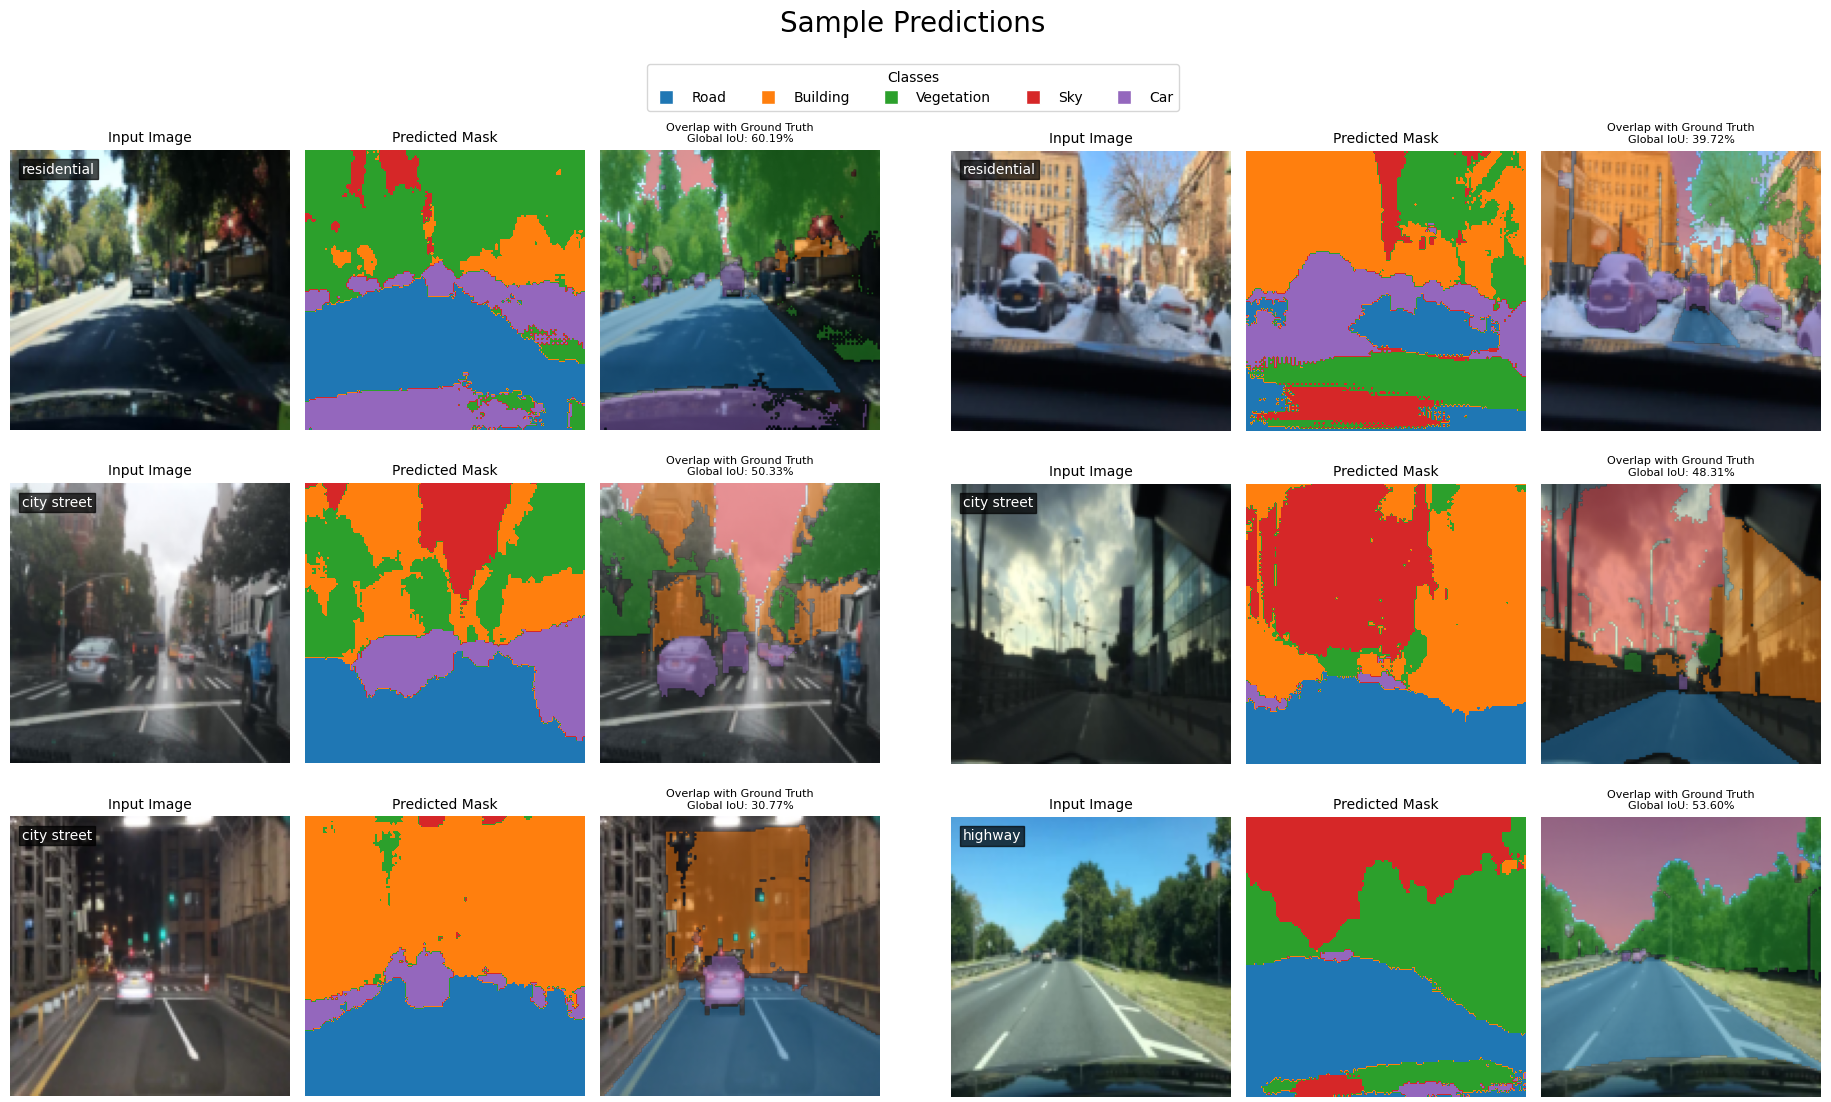 Sample Predictions
Classes
Road Building Vegetation Sky Car
Input Image Predicted Mask Overlap with Ground Truth
Global IoU: 60.19%
residential
Input Image Predicted Mask Overlap with Ground Truth
Global IoU: 39.72%
residential
Input Image Predicted Mask Overlap with Ground Truth
Global IoU: 50.33%
city street
Input Image Predicted Mask Overlap with Ground Truth
Global IoU: 48.31%
city street
Input Image Predicted Mask Overlap with Ground Truth
Global IoU: 30.77%
city street
Input Image Predicted Mask Overlap with Ground Truth
Global IoU: 53.60%
highway